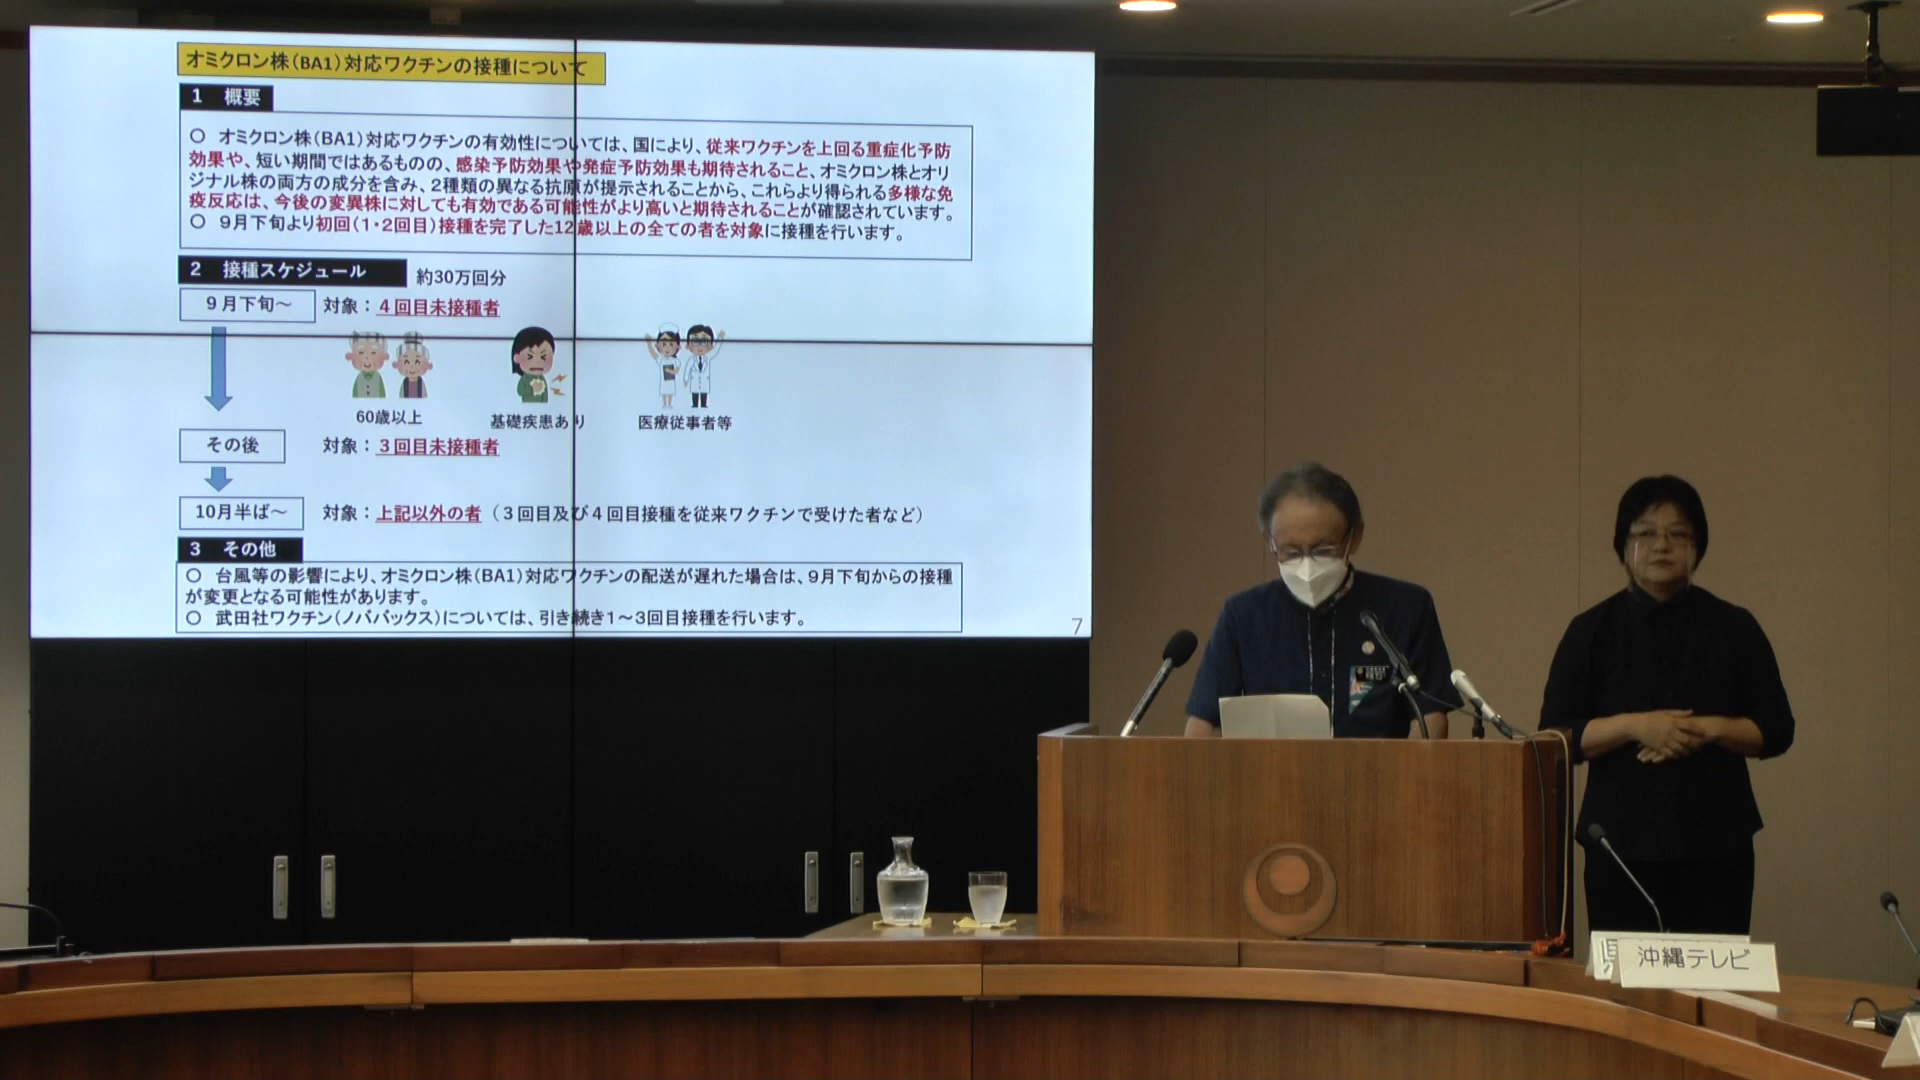 オミクロン株（BA1）対応ワクチンの接種について
1　概要
〇　オミクロン株（BA1）対応ワクチンの有効性については、国により、従来ワクチンを上回る重症化予防
効果や、短い期間ではあるものの、感染予防効果や発症予防効果も期待されること、オミクロン株とオリ
ジナル株の両方の成分を含み、2種類の異なる抗原が提示されることから、これらより得られる多様な免
疫反応は、今後の変異株に対しても有効である可能性がより高いと期待されることが確認されています。
〇　9月下旬より初回（1・2回目）接種を完了した12歳以上の全ての者を対象に接種を行います。
2　接種スケジュール　約30万回分
9月下旬～　対象：4回目未接種者
60歳以上　基礎疾患あり　医療従事者等
その後　対象：3回目未接種者
10月半ば～　対象：上記以外の者（3回目及び4回目接種を従来ワクチンで受けた者など）
3　その他
〇　台風等の影響により、オミクロン株（BA1）対応ワクチンの配送が遅れた場合は、9月下旬からの接種
が変更となる可能性があります。
〇　武田社ワクチン（ノババックス）については、引き続き1～3回目接種を行います。
7
沖縄テレビ